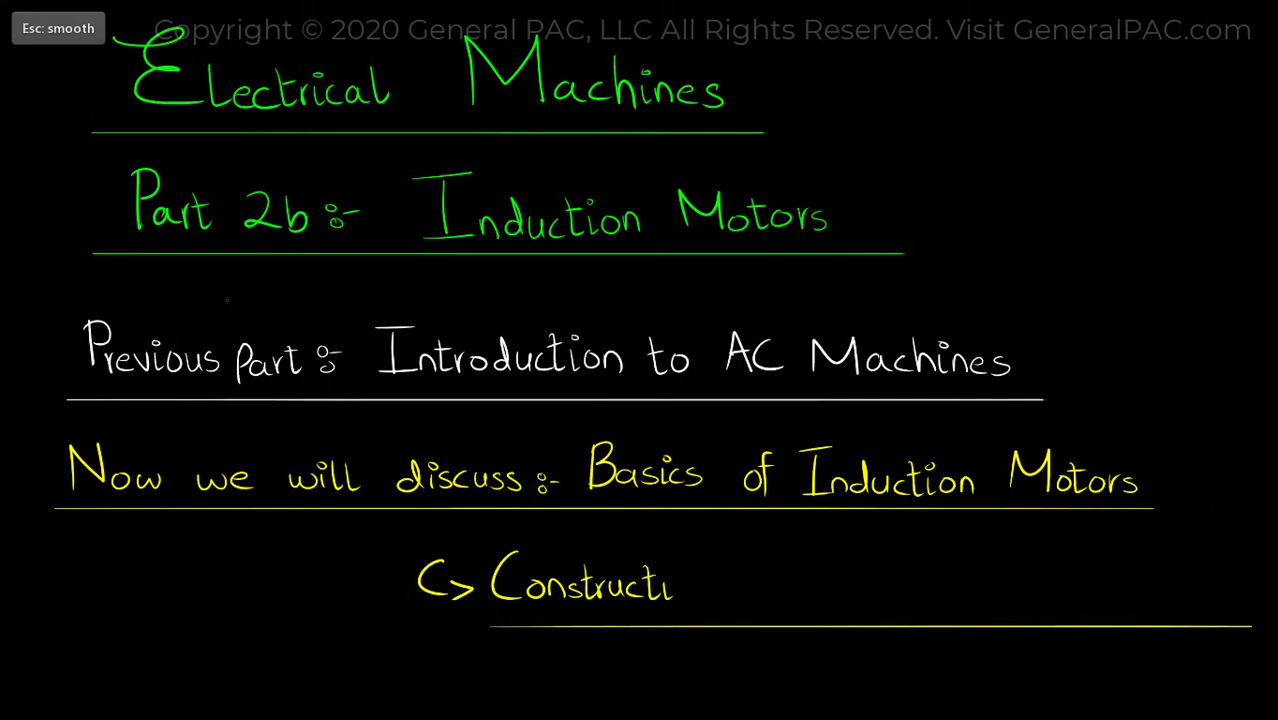 Esc: smooth
Copyright © 2020 General PAC, LLC All Rights Reserved. Visit GeneralPAC.com
Electrical Machines
Part 2b :- Induction Motors
Previous part :- Introduction to AC Machines
Now we will discuss :- Basics of Induction Motors
Constructi